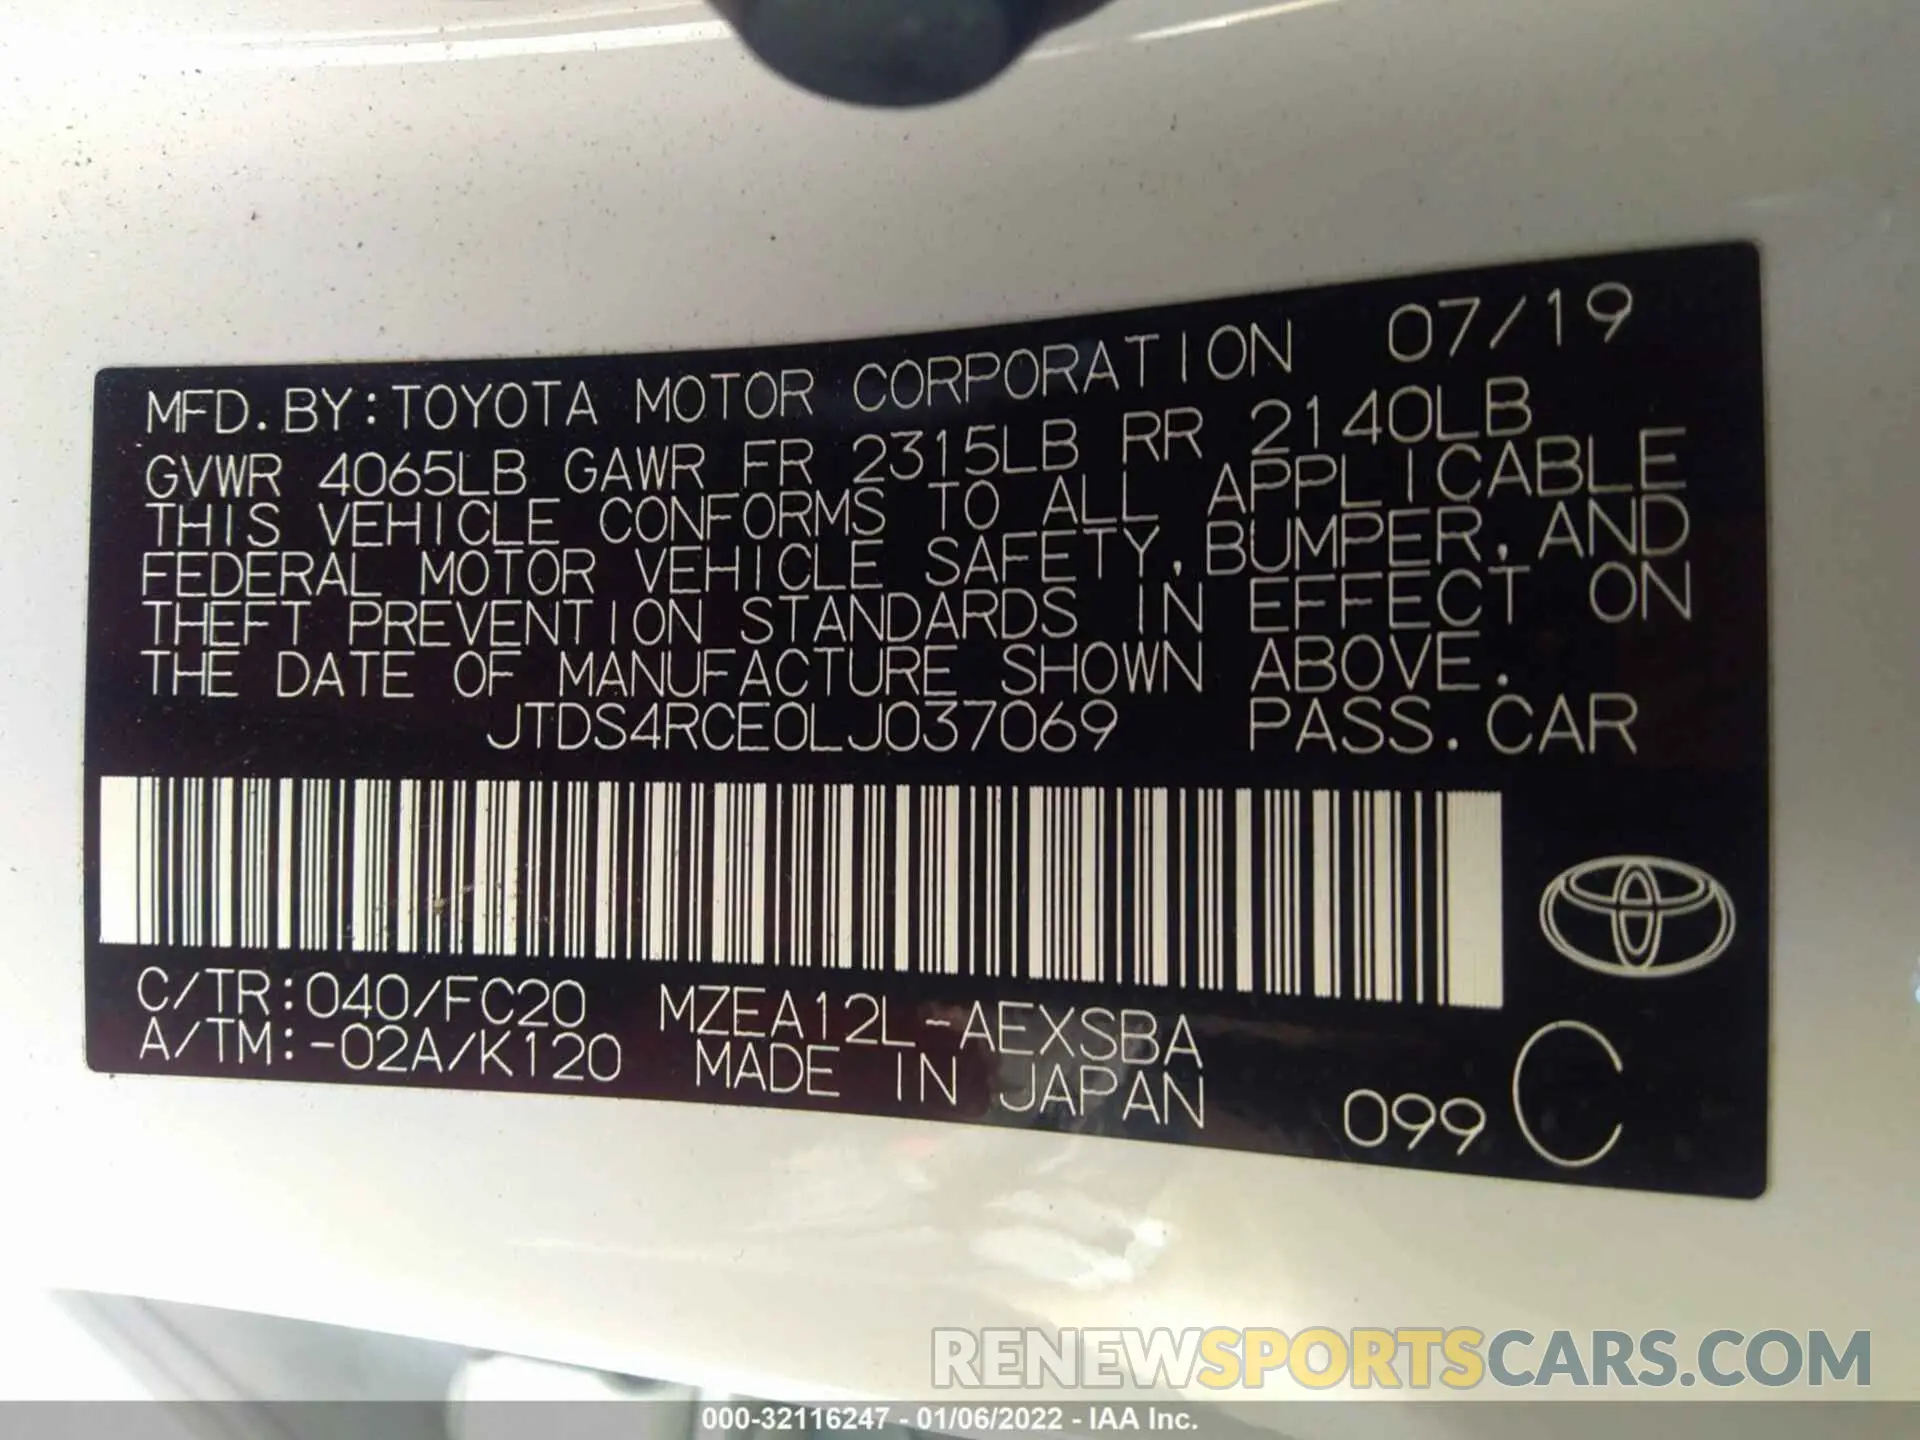 MFD.BY:TOYOTA MOTOR CORPORATION 07/19
GVWR 4065LB GAWR FR 2315LB RR 2140LB
THIS VEHICLE CONFORMS TO ALL APPLICABLE
FEDERAL MOTOR VEHICLE SAFETY,BUMPER,AND
THEFT PREVENTION STANDARDS IN EFFECT ON
THE DATE OF MANUFACTURE SHOWN ABOVE.
JTDS4RCE0LJ037069 PASS.CAR
C/TR:040/FC20 MZEA12L-AEXSBA
A/TM:-02A/K120 MADE IN JAPAN
099 C
RENEWSPORTSCARS.COM
000-32116247 - 01/06/2022 - IAA Inc.